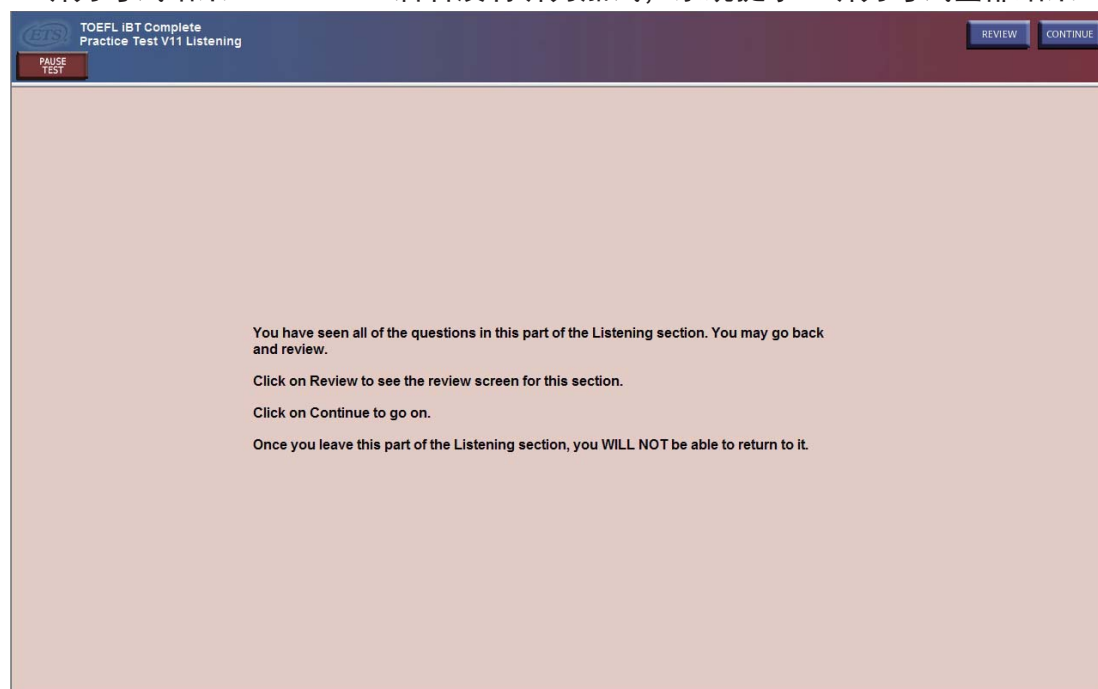 ETS
TOEFL iBT Complete
Practice Test V11 Listening
PAUSE
TEST
REVIEW
CONTINUE
You have seen all of the questions in this part of the Listening section. You may go back
and review.
Click on Review to see the review screen for this section.
Click on Continue to go on.
Once you leave this part of the Listening section, you WILL NOT be able to return to it.